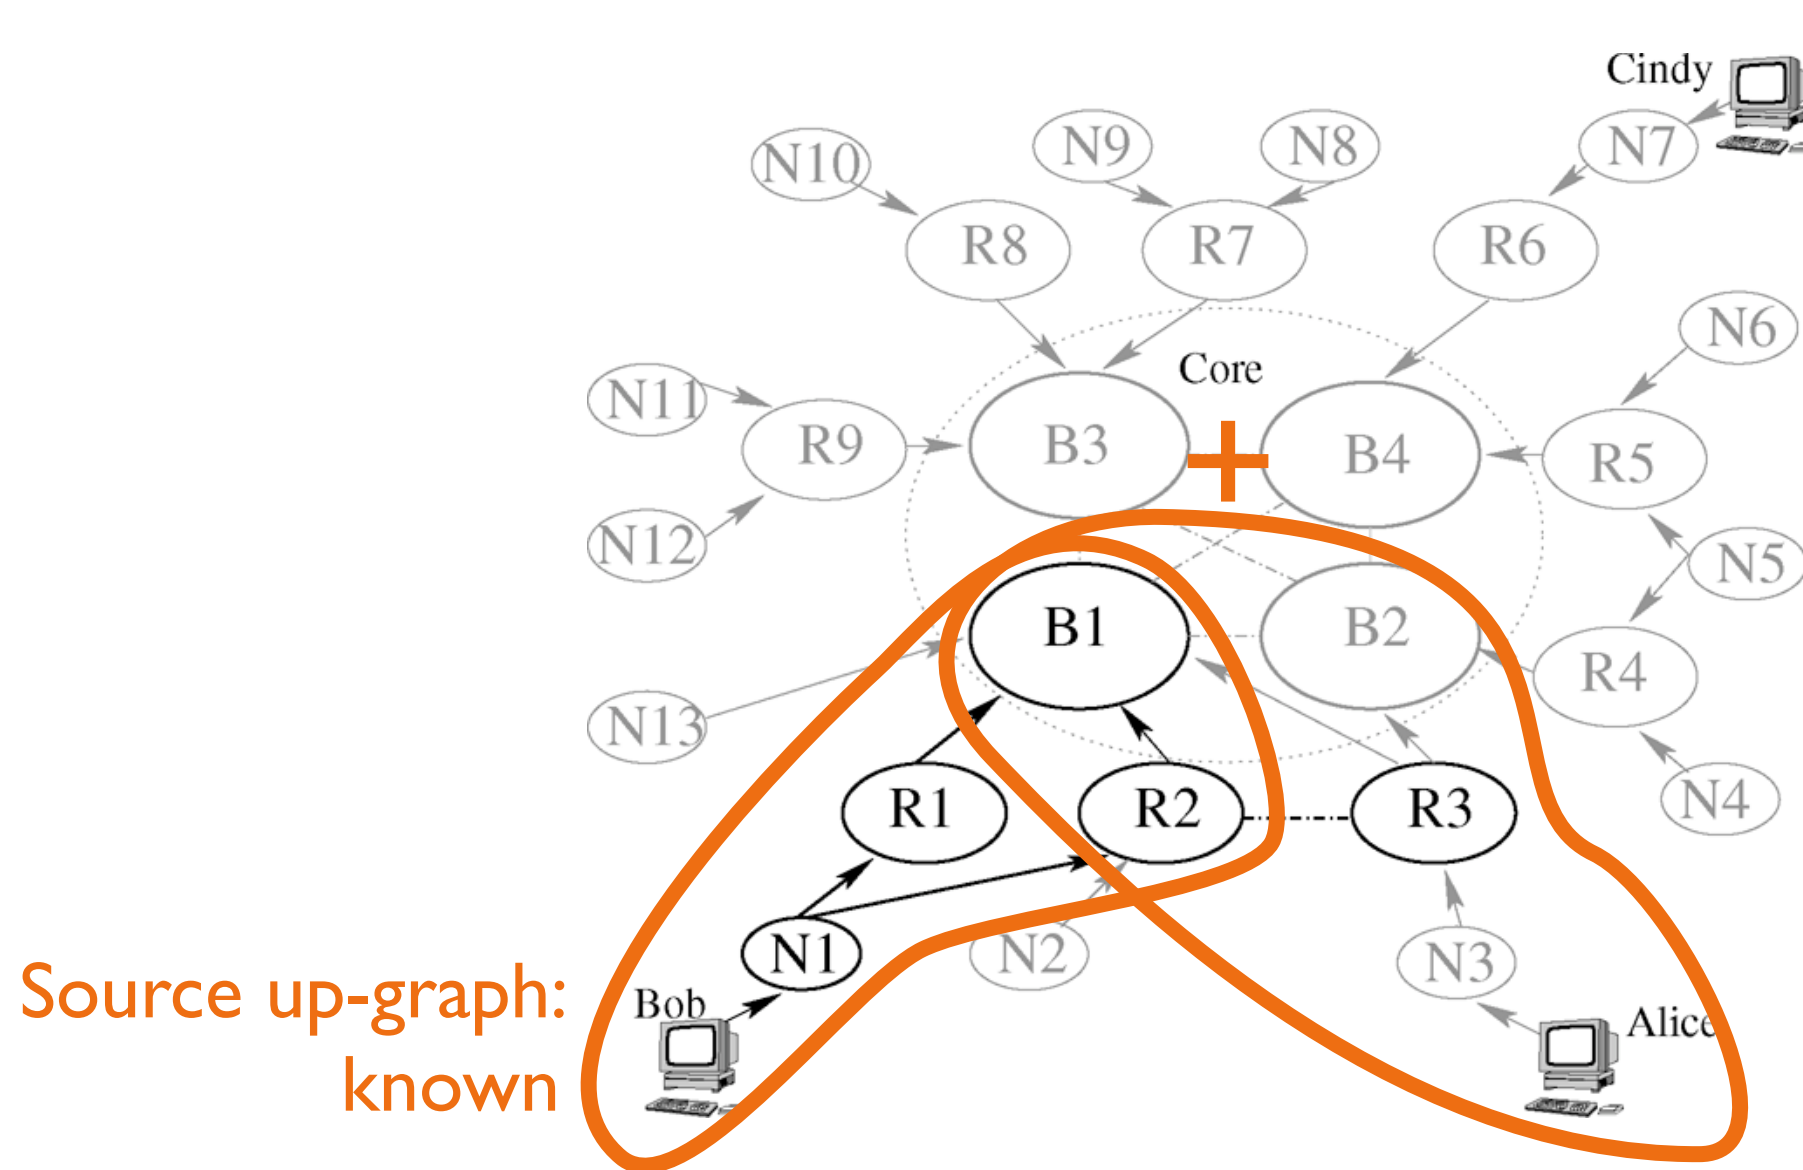 Cindy
N10
N9
N8
N7
R8
R7
R6
N6
Core
N11
R9
B3
B4
R5
N12
N5
B1
B2
R4
N13
N4
R1
R2
R3
N1
N2
N3
Source up-graph:
known
Bob
Alice